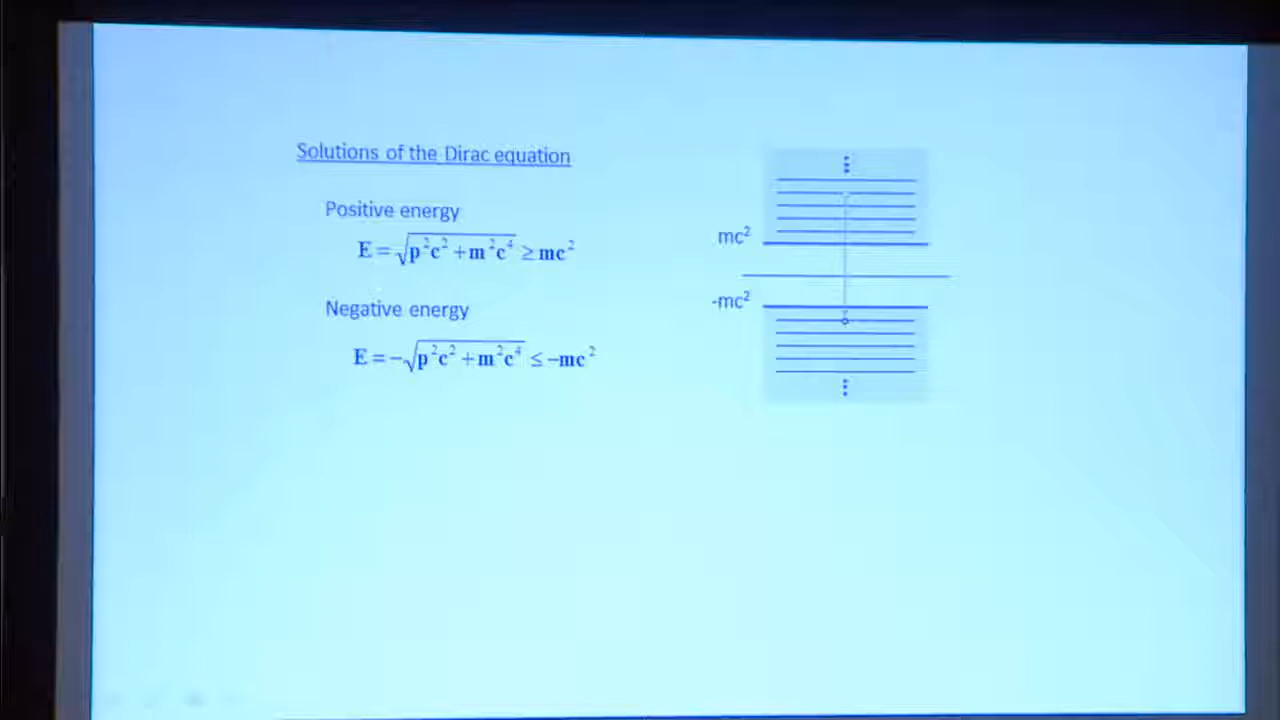 Solutions of the Dirac equation
Positive energy
E = √(p²c² + m²c⁴) ≥ mc²
Negative energy
E = −√(p²c² + m²c⁴) ≤ −mc²
mc²
-mc²